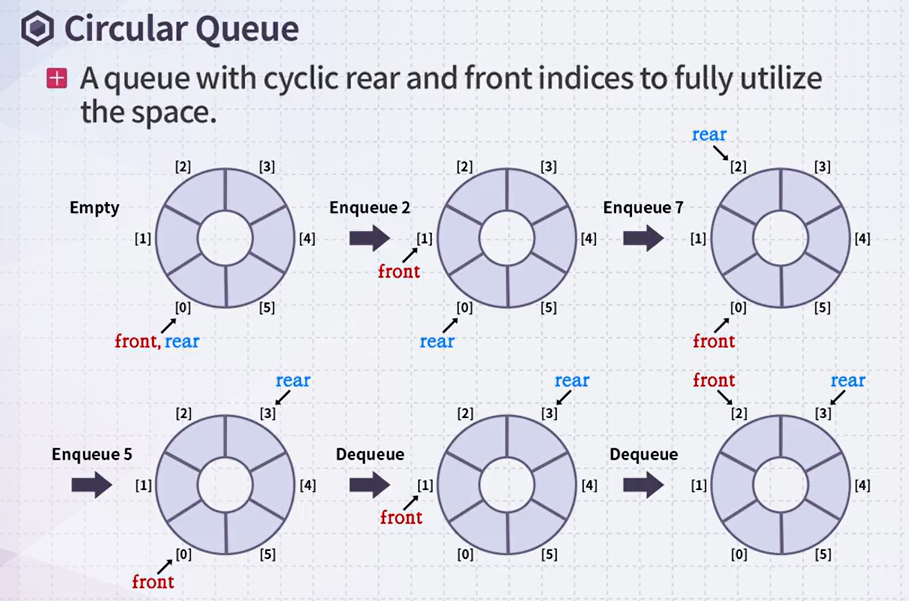 Circular Queue
A queue with cyclic rear and front indices to fully utilize
the space.
Empty
[2] [3]
[1] [4]
[0] [5]
front, rear
Enqueue 2
[2] [3]
[1] [4]
[0] [5]
front
rear
Enqueue 7
rear
[2] [3]
[1] [4]
[0] [5]
front
Enqueue 5
rear
[2] [3]
[1] [4]
[0] [5]
front
Dequeue
rear
[2] [3]
[1] [4]
front
[0] [5]
Dequeue
front rear
[2] [3]
[1] [4]
[0] [5]